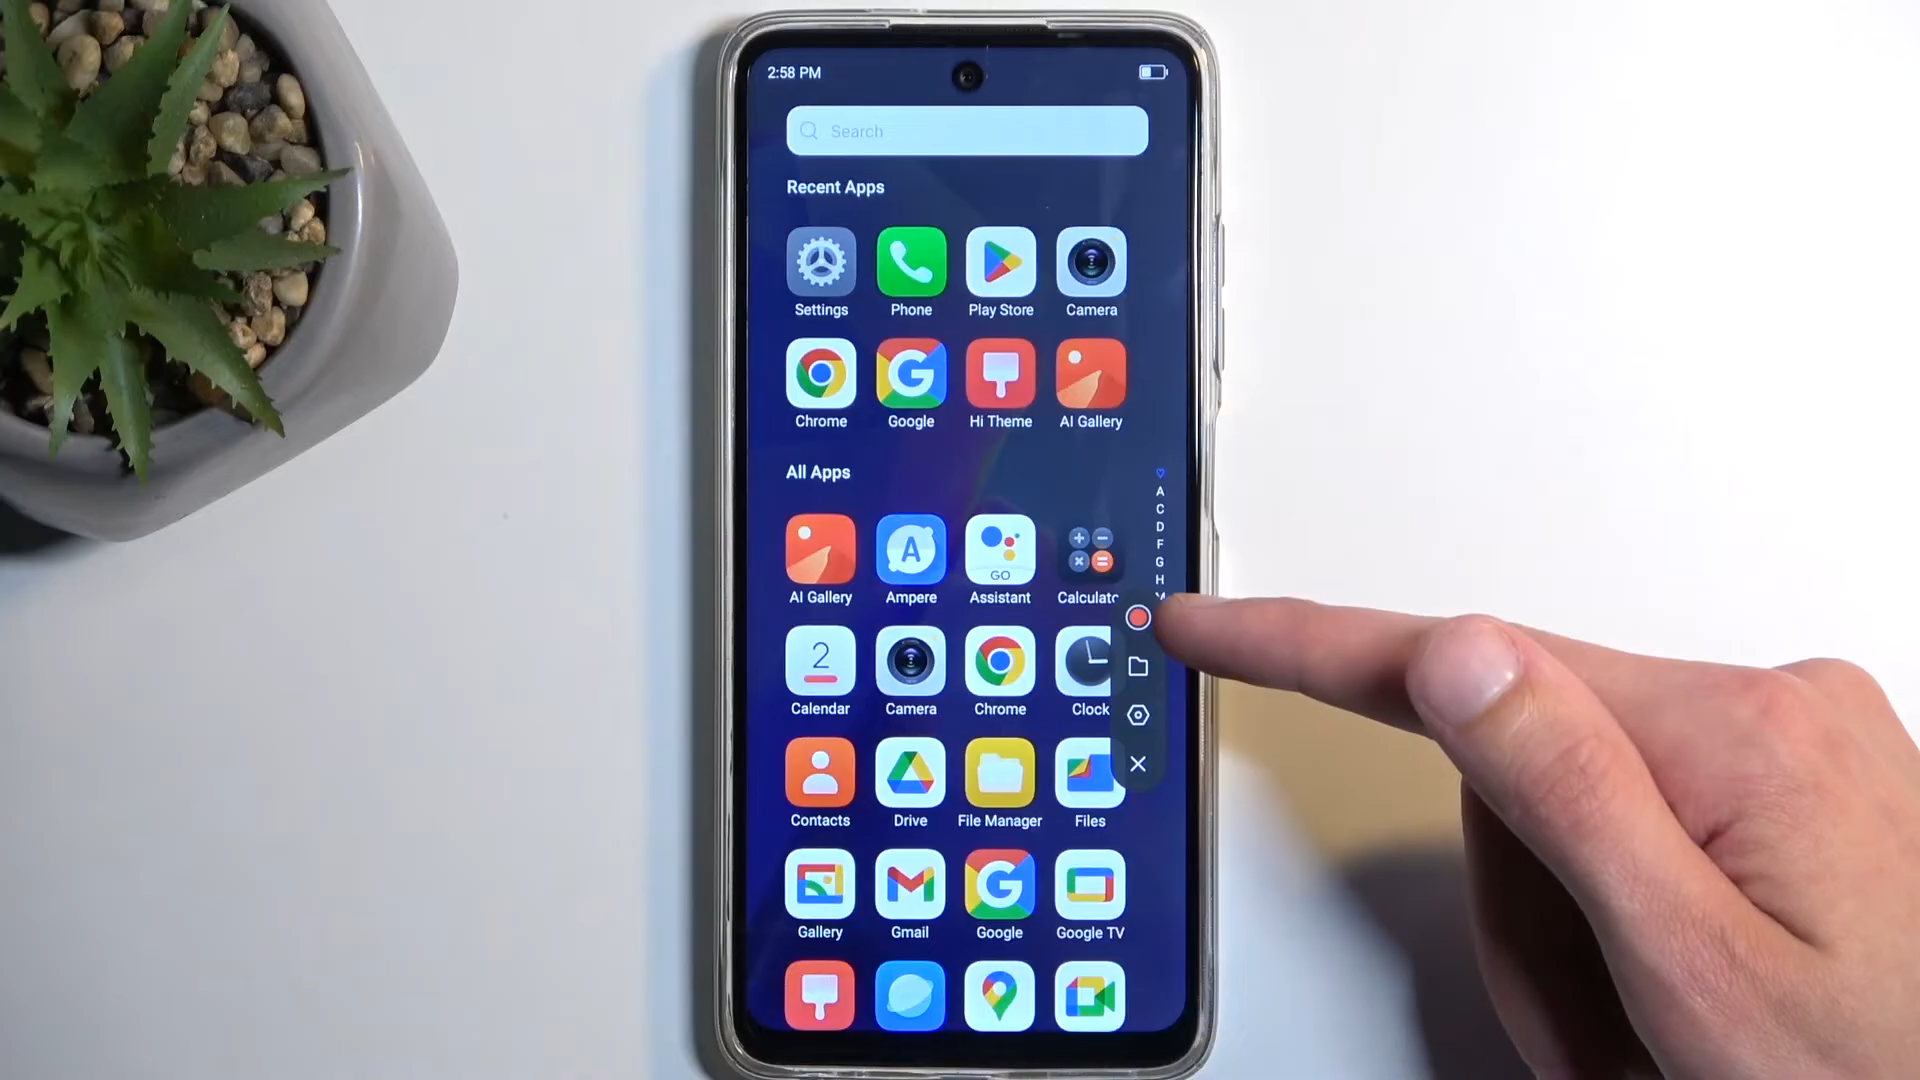 2:58 PM
Search
Recent Apps
Settings Phone Play Store Camera
Chrome Google Hi Theme AI Gallery
All Apps
A
C
D
F
G
H
A
GO
AI Gallery Ampere Assistant Calculato
2
Calendar Camera Chrome Clock
Contacts Drive File Manager Files
Gallery Gmail Google Google TV